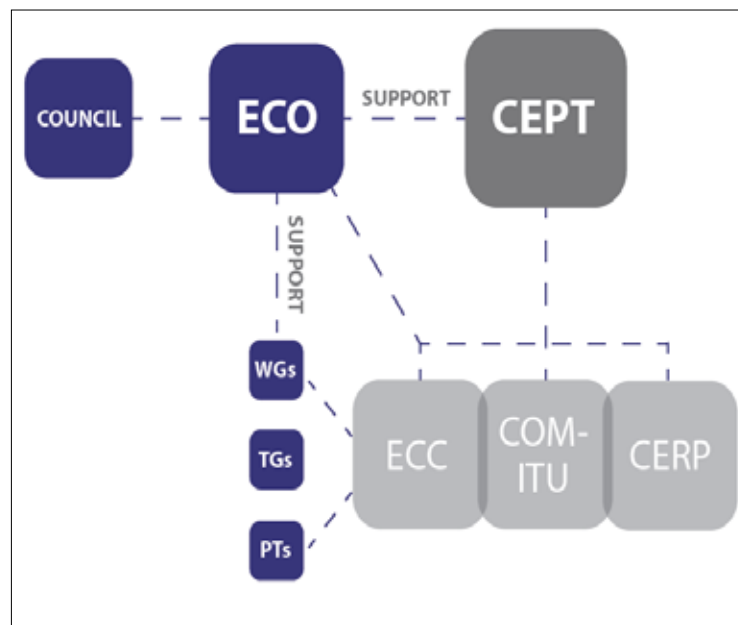 COUNCIL
ECO
SUPPORT
CEPT
SUPPORT
WGs
TGs
PTs
ECC
COM-
ITU
CERP